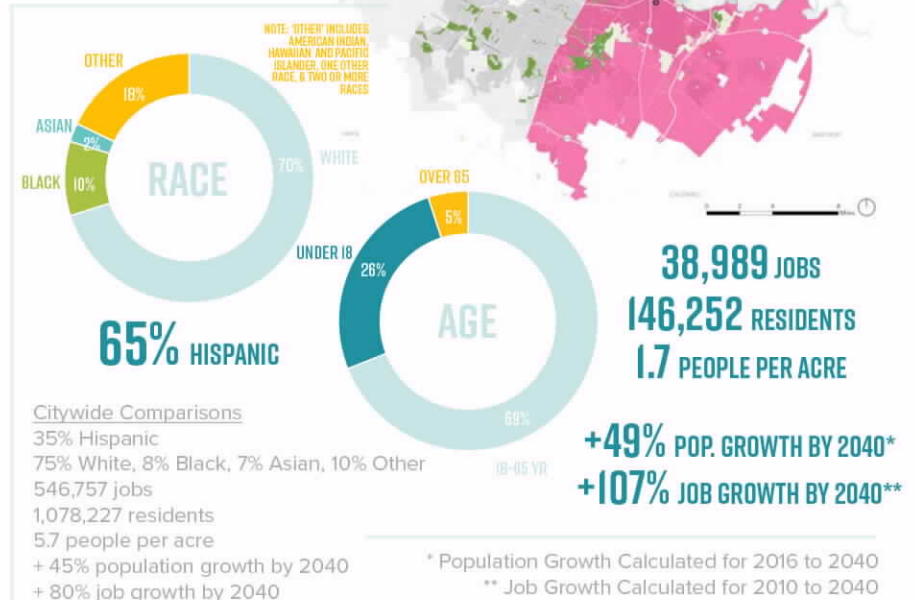 NOTE: 'OTHER' INCLUDES
AMERICAN INDIAN,
HAWAIIAN AND PACIFIC
ISLANDER, ONE OTHER
RACE, & TWO OR MORE
RACES
OTHER
18%
ASIAN
2%
BLACK
10%
RACE
70%
WHITE
65% HISPANIC
OVER 65
5%
UNDER 18
26%
AGE
69%
18-65 YR
0
2
4
8
Miles
38,989 JOBS
146,252 RESIDENTS
1.7 PEOPLE PER ACRE
+49% POP. GROWTH BY 2040*
+107% JOB GROWTH BY 2040**
Citywide Comparisons
35% Hispanic
75% White, 8% Black, 7% Asian, 10% Other
546,757 jobs
1,078,227 residents
5.7 people per acre
+ 45% population growth by 2040
+ 80% job growth by 2040
* Population Growth Calculated for 2016 to 2040
** Job Growth Calculated for 2010 to 2040